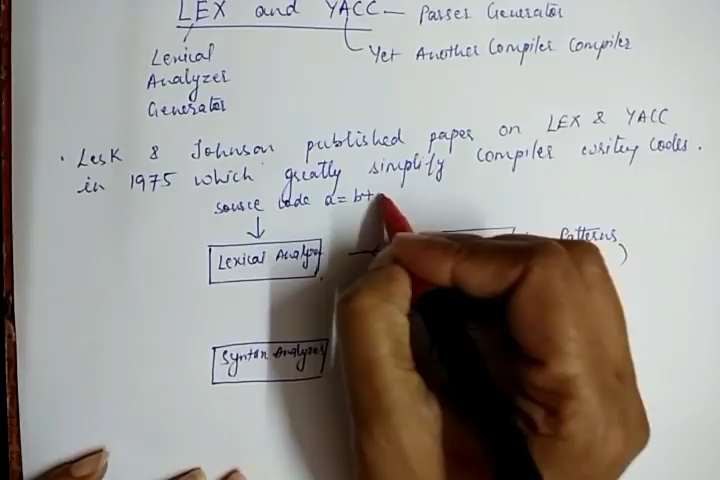 LEX and YACC — Parser Generator
Lexical
Analyzer
Generator
Yet Another Compiler Compiler
. Lesk & Johnson published paper on LEX & YACC
in 1975 which greatly simplify compiler writing codes.
source code a = b+
Lexical Analyzer
Patterns
)
Syntax Analyzer